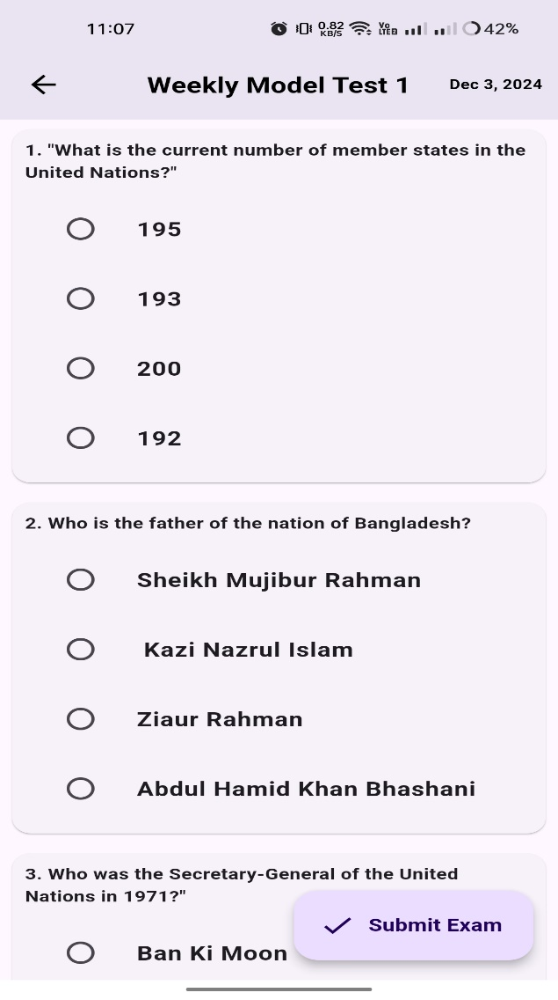 11:07
0.82 KB/S
Vo LTE2
42%
Weekly Model Test 1
Dec 3, 2024
1. "What is the current number of member states in the
United Nations?"
195
193
200
192
2. Who is the father of the nation of Bangladesh?
Sheikh Mujibur Rahman
Kazi Nazrul Islam
Ziaur Rahman
Abdul Hamid Khan Bhashani
3. Who was the Secretary-General of the United
Nations in 1971?"
Ban Ki Moon
Submit Exam